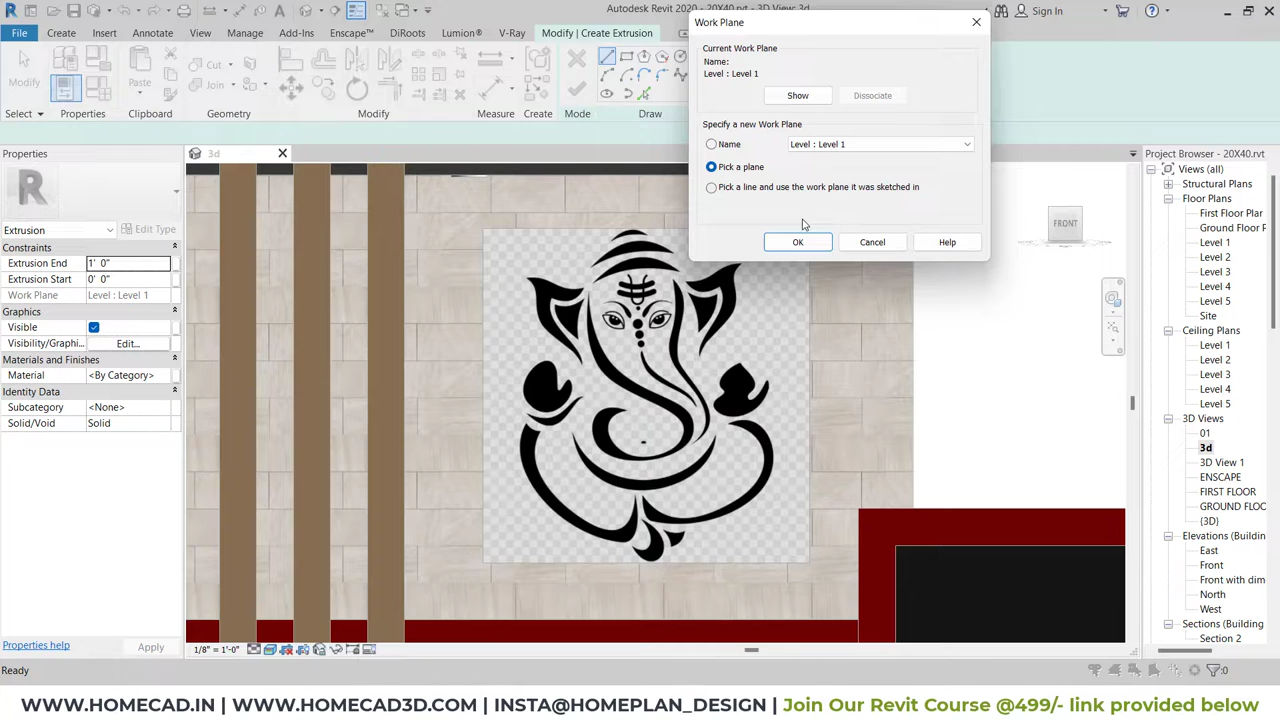 Autodesk Revit 2020 - 20X40.rvt - 3D View: 3d
Sign In
File Create Insert Annotate View Manage Add-Ins Enscape™ DiRoots Lumion® V-Ray Modify | Create Extrusion
Modify
Paste
Cut
Join
Select Properties Clipboard Geometry Modify Measure Create Mode Draw
Work Plane
Current Work Plane
Name:
Level : Level 1
Show Dissociate
Specify a new Work Plane
Name Level : Level 1
Pick a plane
Pick a line and use the work plane it was sketched in
OK Cancel Help
Properties
R
Extrusion Edit Type
Constraints
Extrusion End 1' 0"
Extrusion Start 0' 0"
Work Plane Level : Level 1
Graphics
Visible
Visibility/Graphi... Edit...
Materials and Finishes
Material <By Category>
Identity Data
Subcategory <None>
Solid/Void Solid
Properties help Apply
3d
FRONT
1/8" = 1'-0"
Project Browser - 20X40.rvt
Views (all)
Structural Plans
Floor Plans
First Floor Plar
Ground Floor P
Level 1
Level 2
Level 3
Level 4
Level 5
Site
Ceiling Plans
Level 1
Level 2
Level 3
Level 4
3D Views
01
3d
3D View 1
ENSCAPE
FIRST FLOOR
GROUND FLOC
{3D}
Elevations (Buildin
East
Front
Front with dim
North
West
Sections (Building
Section 2
Ready
:0
WWW.HOMECAD.IN | WWW.HOMECAD3D.COM | INSTA@HOMEPLAN_DESIGN | Join Our Revit Course @499/- link provided below